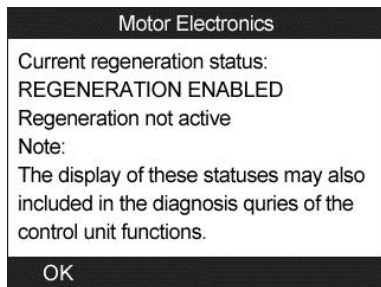 Motor Electronics
Current regeneration status:
REGENERATION ENABLED
Regeneration not active
Note:
The display of these statuses may also
included in the diagnosis quries of the
control unit functions.
OK